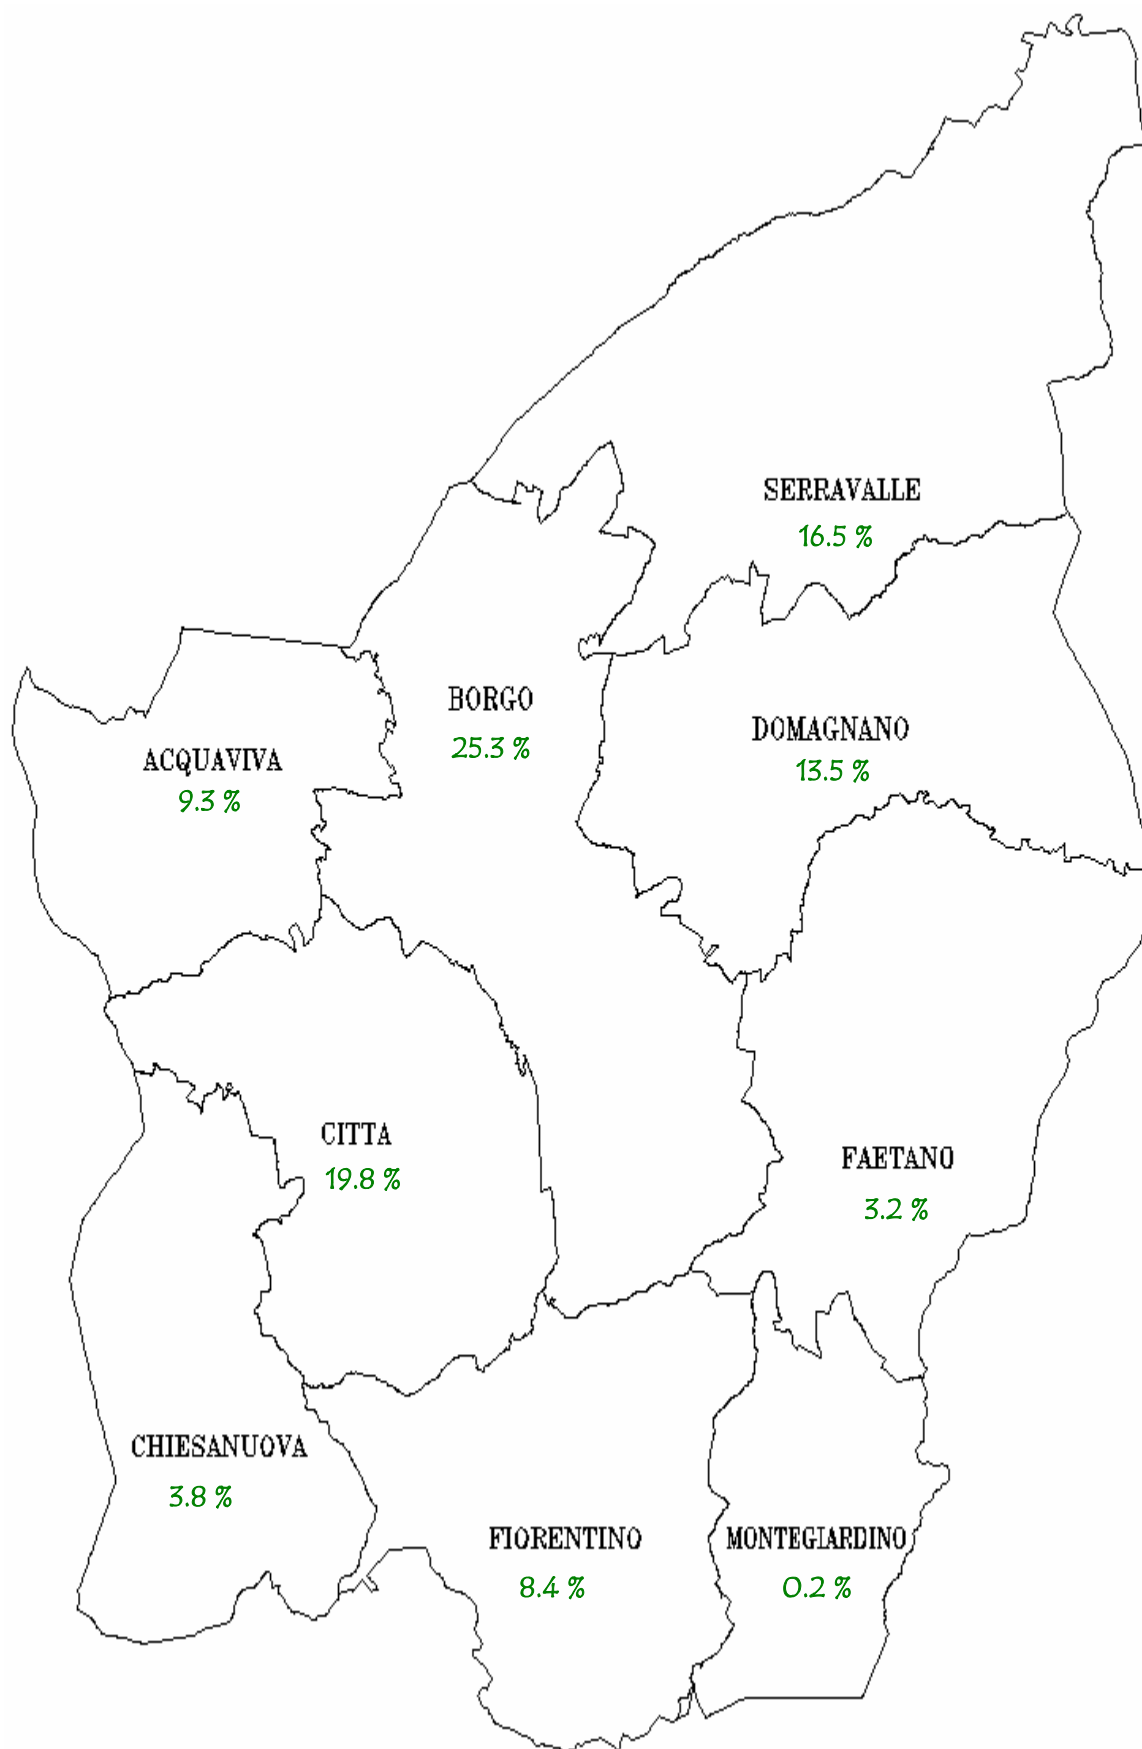 SERRAVALLE
16.5 %
BORGO
25.3 %
DOMAGNANO
13.5 %
ACQUAVIVA
9.3 %
CITTA
19.8 %
FAETANO
3.2 %
CHIESANUOVA
3.8 %
FIORENTINO
8.4 %
MONTEGIARDINO
0.2 %